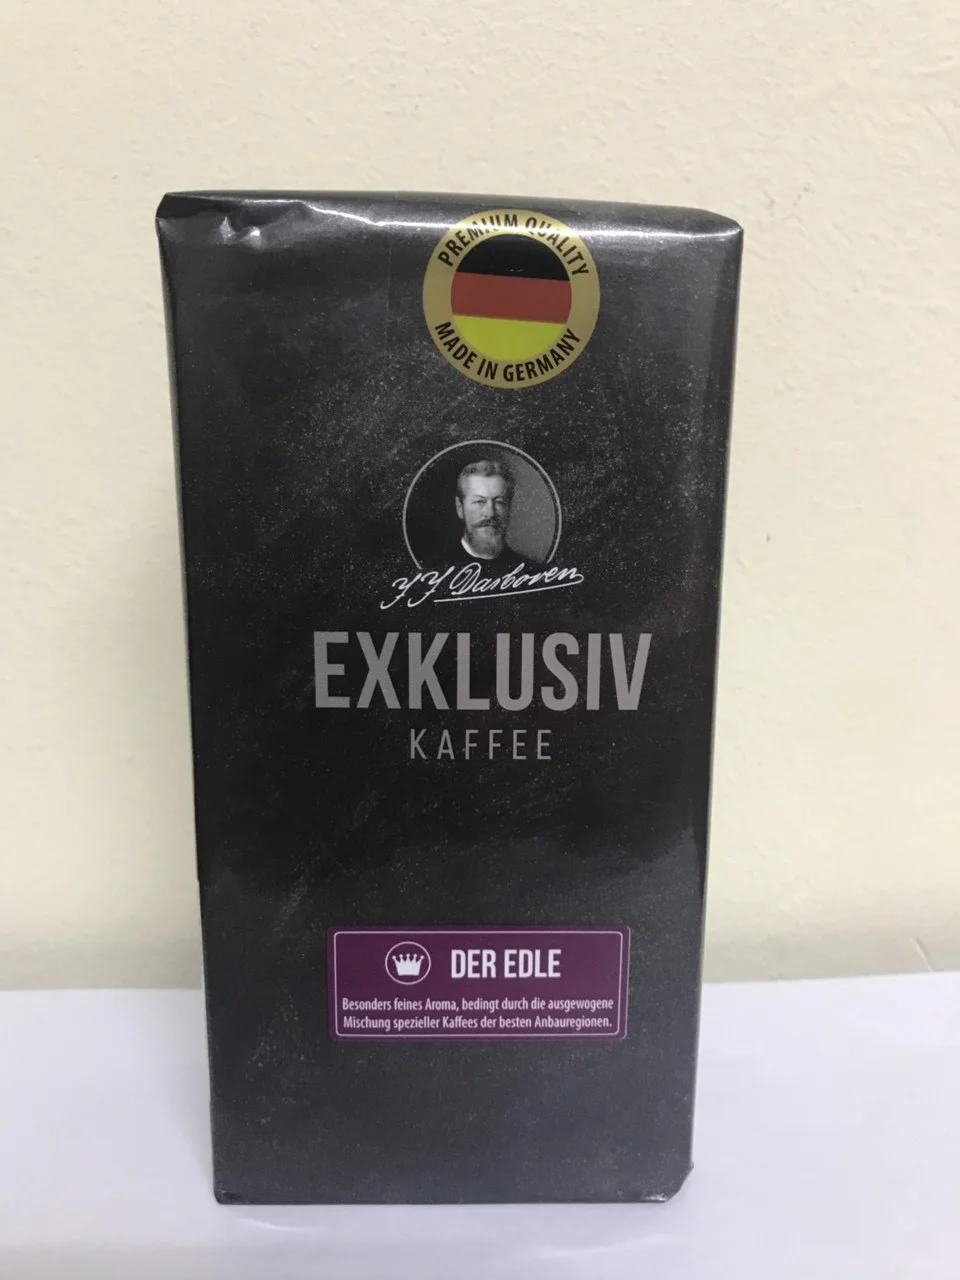 PREMIUM QUALITY
MADE IN GERMANY
JJ Darboven
EXKLUSIV
KAFFEE
DER EDLE
Besonders feines Aroma, bedingt durch die ausgewogene
Mischung spezieller Kaffees der besten Anbauregionen.